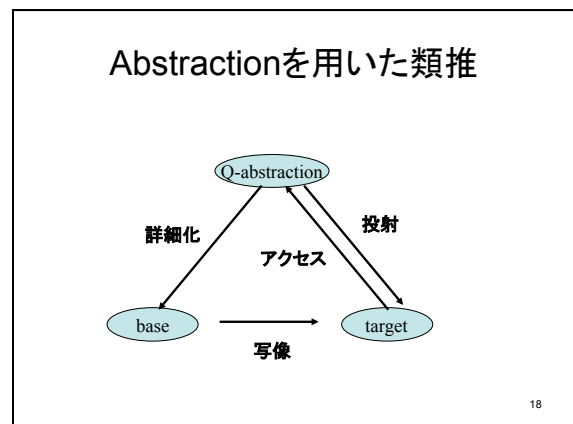 Abstractionを用いた類推
Q-abstraction
詳細化
投射
アクセス
base
target
写像
18